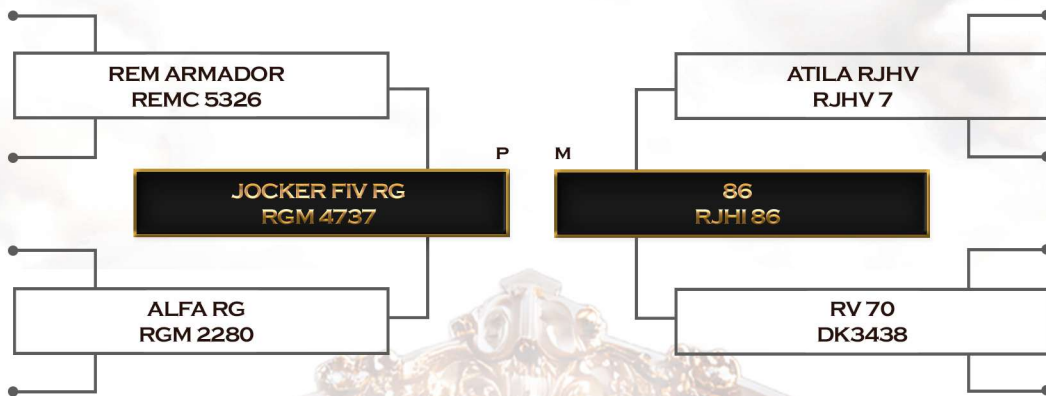 REM ARMADOR
REMC 5326
ATILA RJHV
RJHV 7
P
M
JOCKER FIV RG
RGM 4737
86
RJHI 86
ALFA RG
RGM 2280
RV 70
DK3438